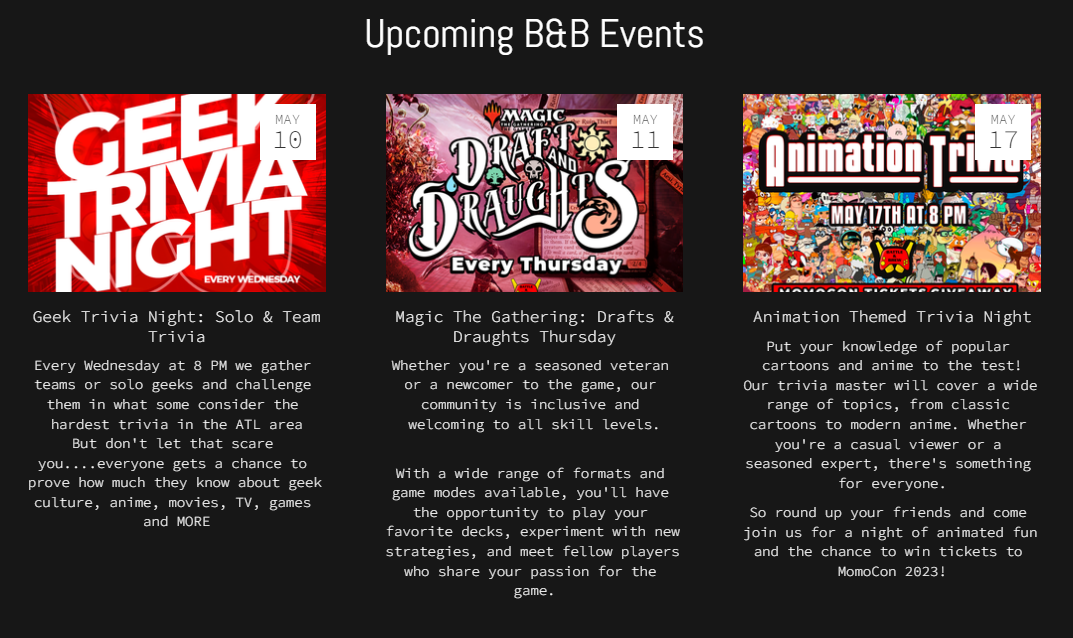 Upcoming B&B Events
GEEK
TRIVIA
NIGHT
EVERY WEDNESDAY
MAY
10
Geek Trivia Night: Solo & Team
Trivia
Every Wednesday at 8 PM we gather
teams or solo geeks and challenge
them in what some consider the
hardest trivia in the ATL area
But don't let that scare
you....everyone gets a chance to
prove how much they know about geek
culture, anime, movies, TV, games
and MORE
MAGIC
THE GATHERING
DRAFT
AND
DRAUGHTS
Every Thursday
MAY
11
Magic The Gathering: Drafts &
Draughts Thursday
Whether you're a seasoned veteran
or a newcomer to the game, our
community is inclusive and
welcoming to all skill levels.
With a wide range of formats and
game modes available, you'll have
the opportunity to play your
favorite decks, experiment with new
strategies, and meet fellow players
who share your passion for the
game.
Animation Trivia
MAY 17TH AT 8 PM
MOMOCON TICKETS GIVEAWAY
MAY
17
Animation Themed Trivia Night
Put your knowledge of popular
cartoons and anime to the test!
Our trivia master will cover a wide
range of topics, from classic
cartoons to modern anime. Whether
you're a casual viewer or a
seasoned expert, there's something
for everyone.
So round up your friends and come
join us for a night of animated fun
and the chance to win tickets to
MomoCon 2023!